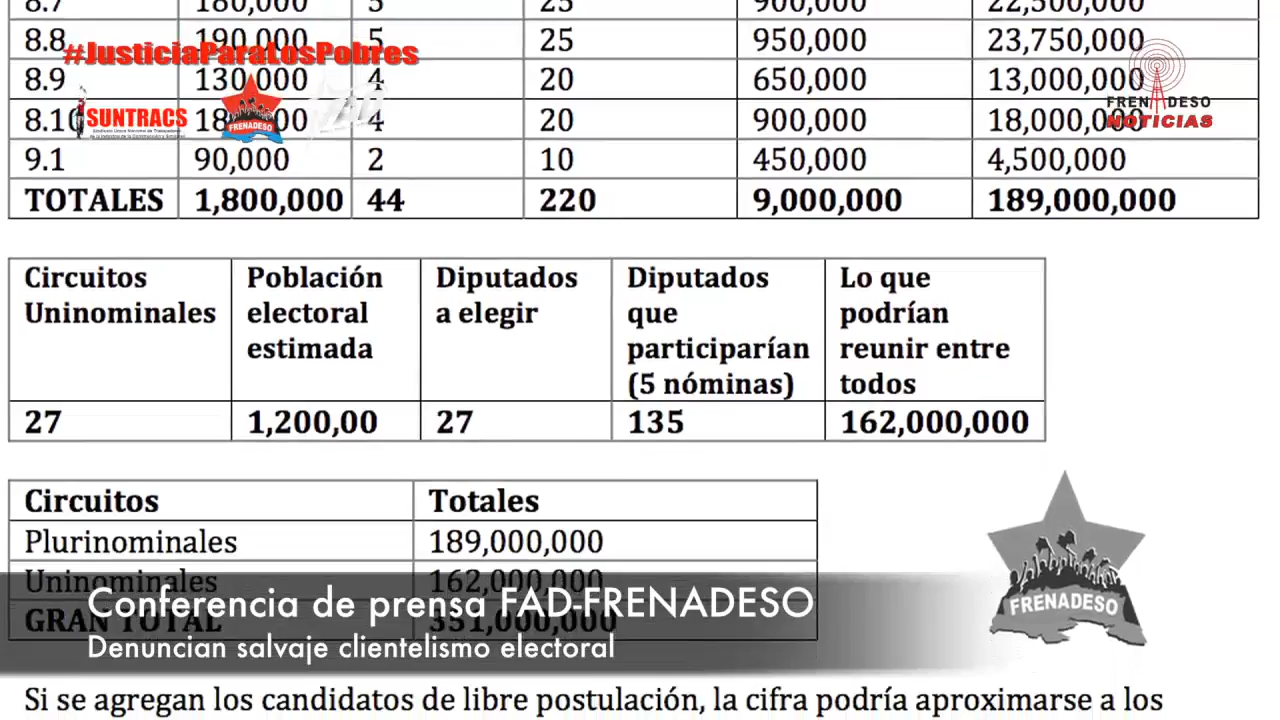 8.7 180,000 5 25 900,000 22,500,000
8.8 190,000 5 25 950,000 23,750,000
#JusticiaParaLosPobres
8.9 130,000 4 20 650,000 13,000,000
FRENADESO
NOTICIAS
SUNTRACS
FRENADESO
8.10 4 20 900,000 18,000,000
9.1 90,000 2 10 450,000 4,500,000
TOTALES 1,800,000 44 220 9,000,000 189,000,000
Circuitos Uninominales
Población electoral estimada
Diputados a elegir
Diputados que participarían (5 nóminas)
Lo que podrían reunir entre todos
27 1,200,00 27 135 162,000,000
Circuitos Totales
Plurinominales 189,000,000
Uninominales 162,000,000
GRAN TOTAL 351,000,000
Conferencia de prensa FAD-FRENADESO
Denuncian salvaje clientelismo electoral
FRENADESO
Si se agregan los candidatos de libre postulación, la cifra podría aproximarse a los